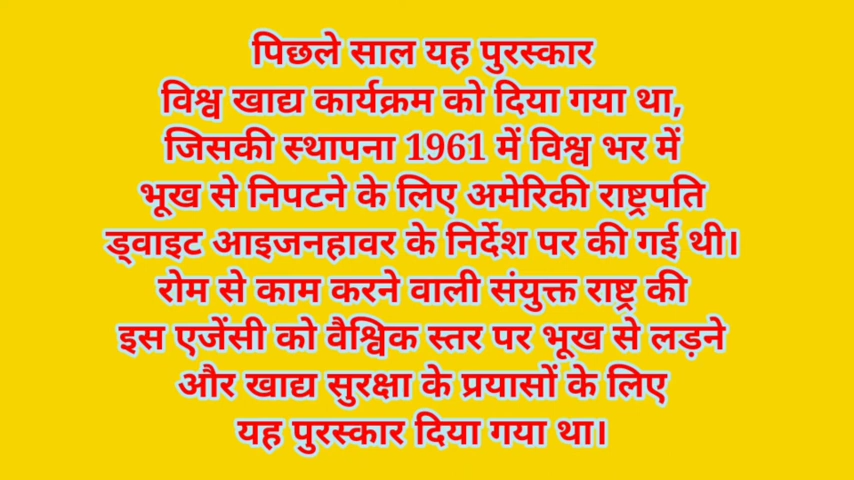 पिछले साल यह पुरस्कार
विश्व खाद्य कार्यक्रम को दिया गया था,
जिसकी स्थापना 1961 में विश्व भर में
भूख से निपटने के लिए अमेरिकी राष्ट्रपति
ड्वाइट आइजनहावर के निर्देश पर की गई थी।
रोम से काम करने वाली संयुक्त राष्ट्र की
इस एजेंसी को वैश्विक स्तर पर भूख से लड़ने
और खाद्य सुरक्षा के प्रयासों के लिए
यह पुरस्कार दिया गया था।